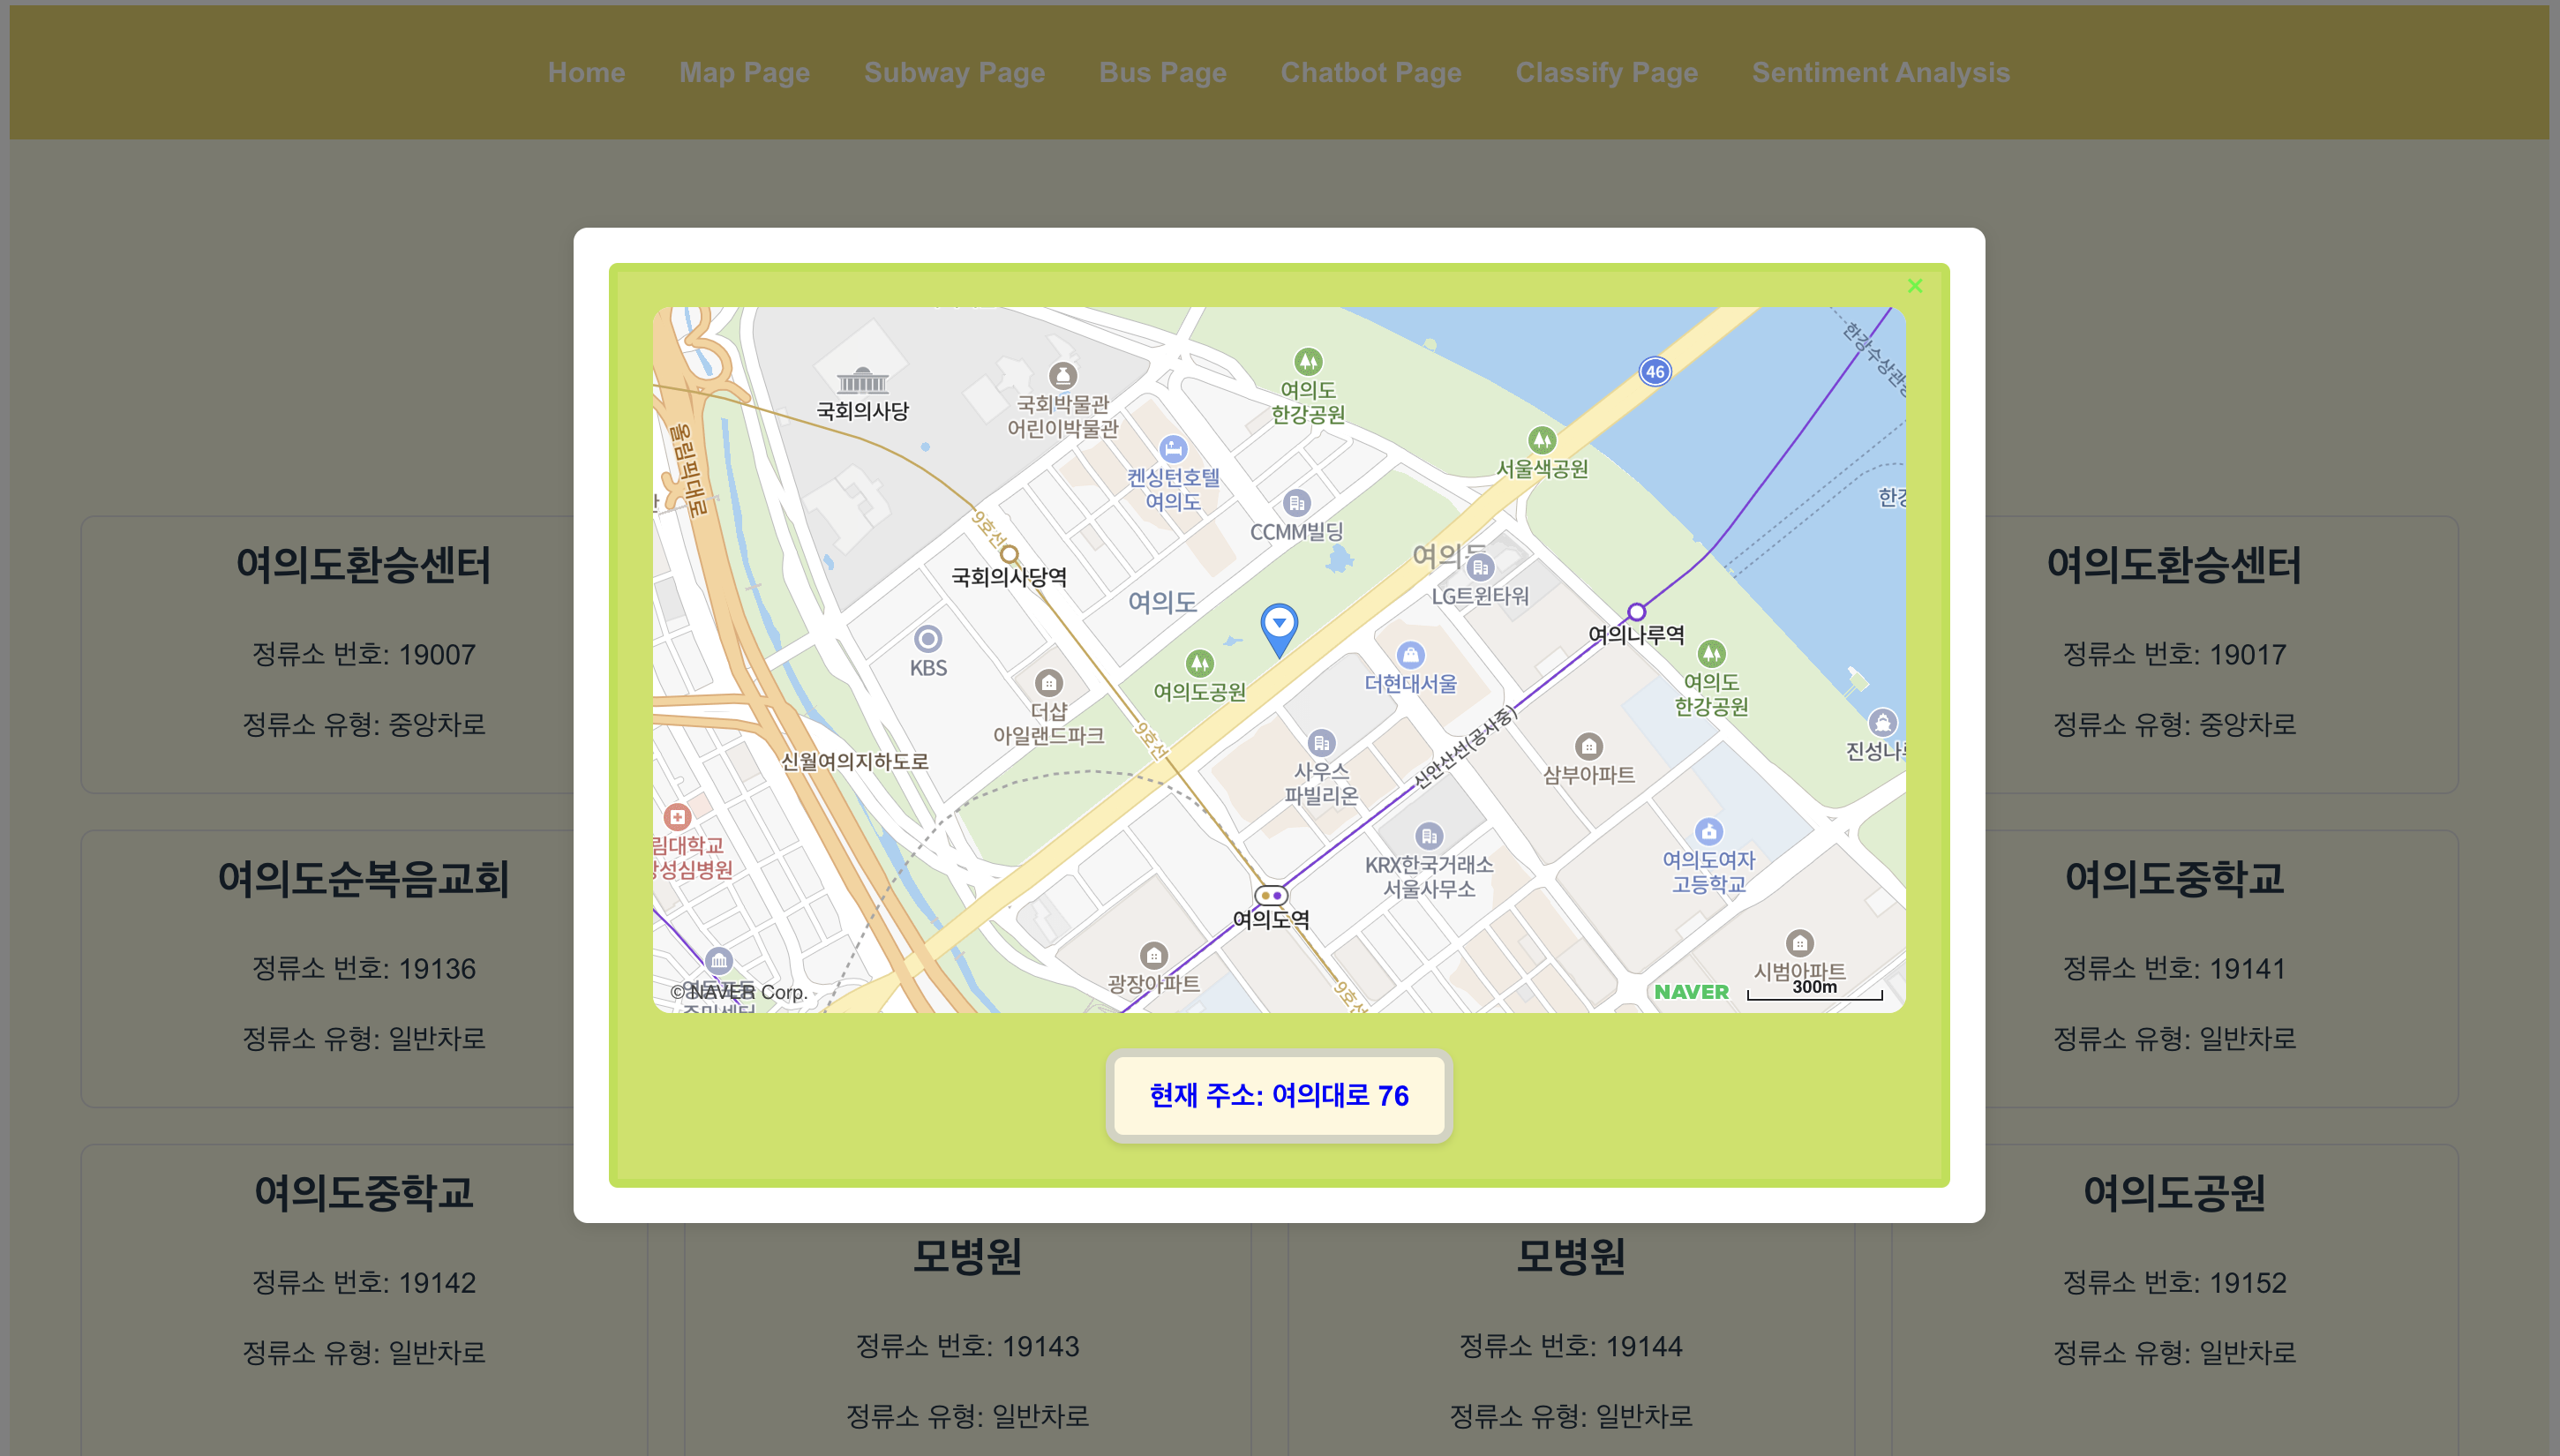 Home Map Page Subway Page Bus Page Chatbot Page Classify Page Sentiment Analysis
×
국회의사당
국회박물관
어린이박물관
여의도
한강공원
46
한강수상관광
올림픽대로
켄싱턴호텔
여의도
서울색공원
CCMM빌딩
9호선
국회의사당역
여의도
LG트윈타워
여의나루역
KBS
여의도공원
더현대서울
여의도
한강공원
더샵
아일랜드파크
9호선
신안산선(공사중)
신월여의지하도로
사우스
파빌리온
삼부아파트
림대학교
강성심병원
KRX한국거래소
서울사무소
여의도여자
고등학교
여의도역
광장아파트
9호선
시범아파트
© NAVER Corp.
NAVER
300m
현재 주소: 여의대로 76
여의도환승센터
정류소 번호: 19007
정류소 유형: 중앙차로
여의도환승센터
정류소 번호: 19017
정류소 유형: 중앙차로
여의도순복음교회
정류소 번호: 19136
정류소 유형: 일반차로
여의도중학교
정류소 번호: 19141
정류소 유형: 일반차로
여의도중학교
정류소 번호: 19142
정류소 유형: 일반차로
모병원
정류소 번호: 19143
정류소 유형: 일반차로
모병원
정류소 번호: 19144
정류소 유형: 일반차로
여의도공원
정류소 번호: 19152
정류소 유형: 일반차로